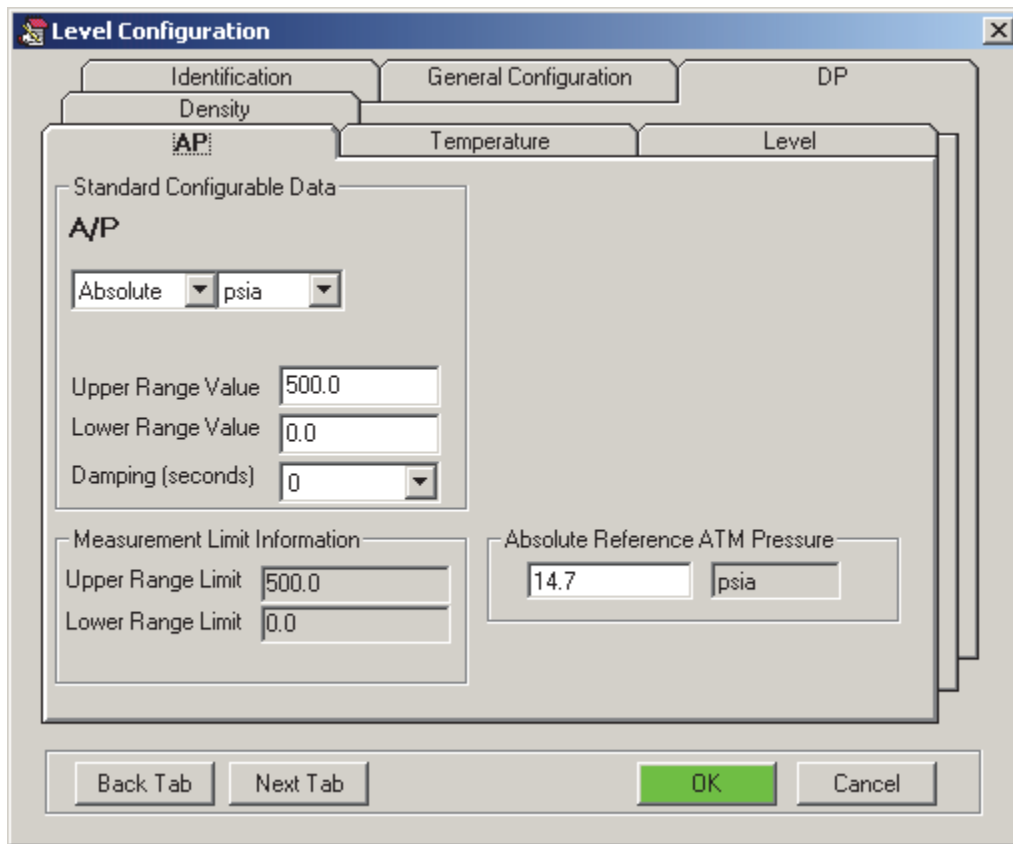 Level Configuration
Identification
General Configuration
DP
Density
AP
Temperature
Level
Standard Configurable Data
A/P
Absolute
psia
Upper Range Value 500.0
Lower Range Value 0.0
Damping (seconds) 0
Measurement Limit Information
Upper Range Limit 500.0
Lower Range Limit 0.0
Absolute Reference ATM Pressure
14.7 psia
Back Tab
Next Tab
OK
Cancel